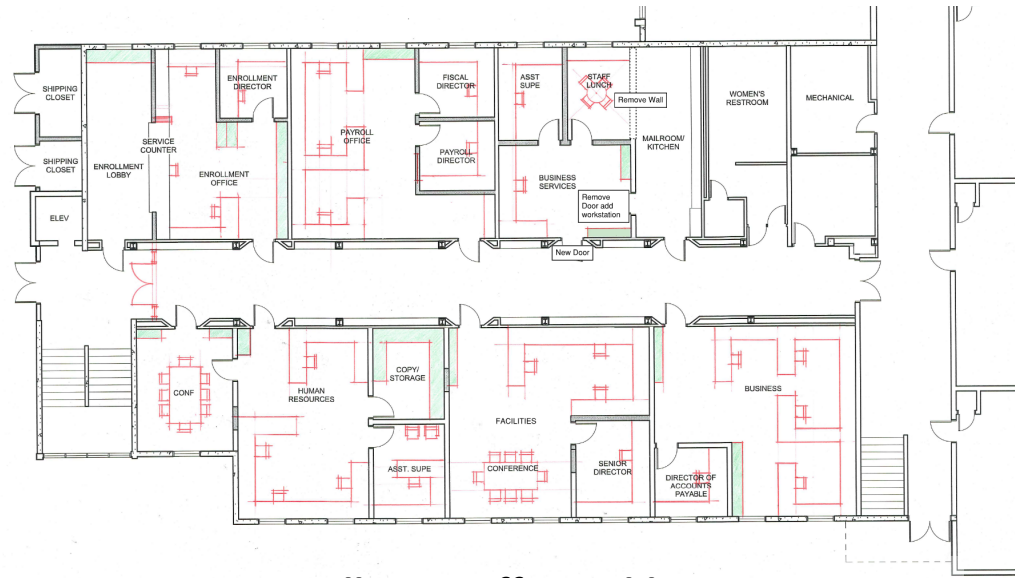 SHIPPING
CLOSET
SHIPPING
CLOSET
ELEV
ENROLLMENT
LOBBY
SERVICE
COUNTER
ENROLLMENT
DIRECTOR
ENROLLMENT
OFFICE
PAYROLL
OFFICE
FISCAL
DIRECTOR
PAYROLL
DIRECTOR
ASST
SUPE
STAFF
LUNCH
Remove Wall
BUSINESS
SERVICES
Remove
Door add
workstation
New Door
MAILROOM/
KITCHEN
WOMEN'S
RESTROOM
MECHANICAL
CONF
HUMAN
RESOURCES
COPY/
STORAGE
ASST. SUPE
FACILITIES
CONFERENCE
SENIOR
DIRECTOR
BUSINESS
DIRECTOR OF
ACCOUNTS
PAYABLE